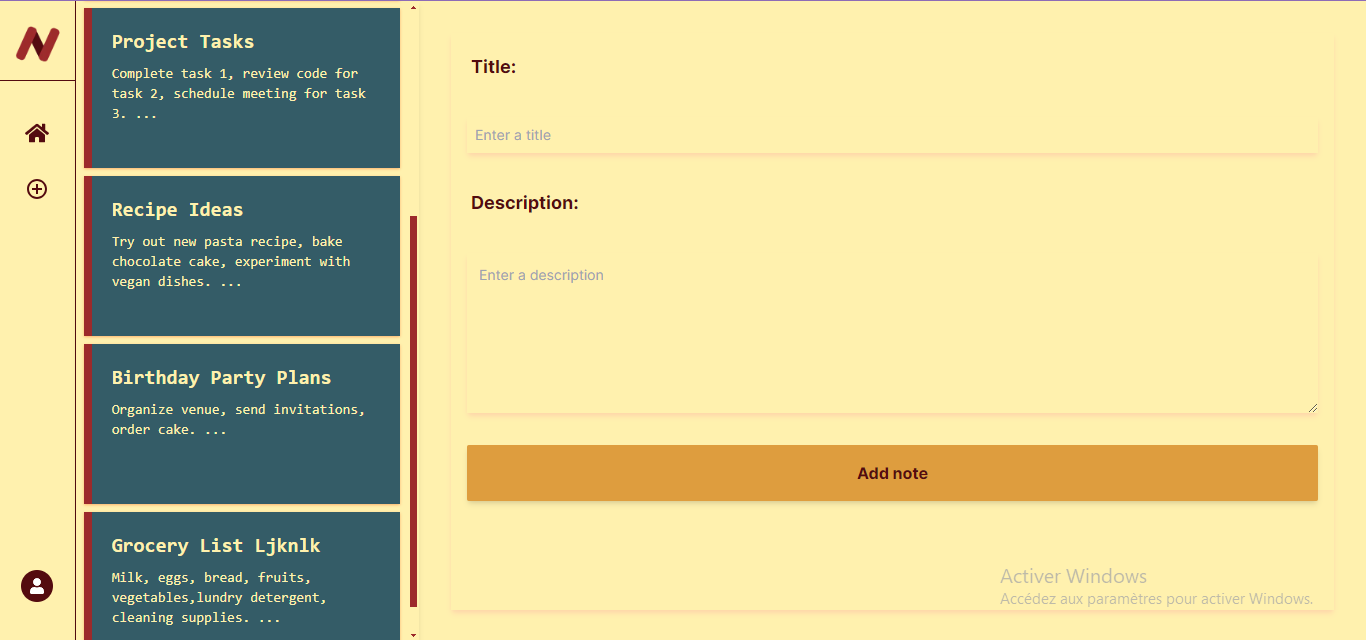 Project Tasks
Complete task 1, review code for
task 2, schedule meeting for task
3. ...
Recipe Ideas
Try out new pasta recipe, bake
chocolate cake, experiment with
vegan dishes. ...
Birthday Party Plans
Organize venue, send invitations,
order cake. ...
Grocery List Ljknlk
Milk, eggs, bread, fruits,
vegetables,lundry detergent,
cleaning supplies. ...
Title:
Enter a title
Description:
Enter a description
Add note
Activer Windows
Accédez aux paramètres pour activer Windows.